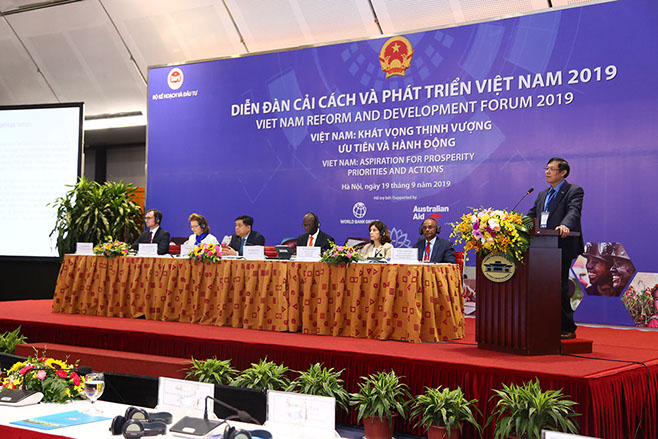 BỘ KẾ HOẠCH VÀ ĐẦU TƯ
DIỄN ĐÀN CẢI CÁCH VÀ PHÁT TRIỂN VIỆT NAM 2019
VIET NAM REFORM AND DEVELOPMENT FORUM 2019
VIỆT NAM: KHÁT VỌNG THỊNH VƯỢNG
ƯU TIÊN VÀ HÀNH ĐỘNG
VIET NAM: ASPIRATION FOR PROSPERITY
PRIORITIES AND ACTIONS
Hà Nội, ngày 19 tháng 9 năm 2019
Hỗ trợ bởi/Supported by
WORLD BANK GROUP
Australian
Aid